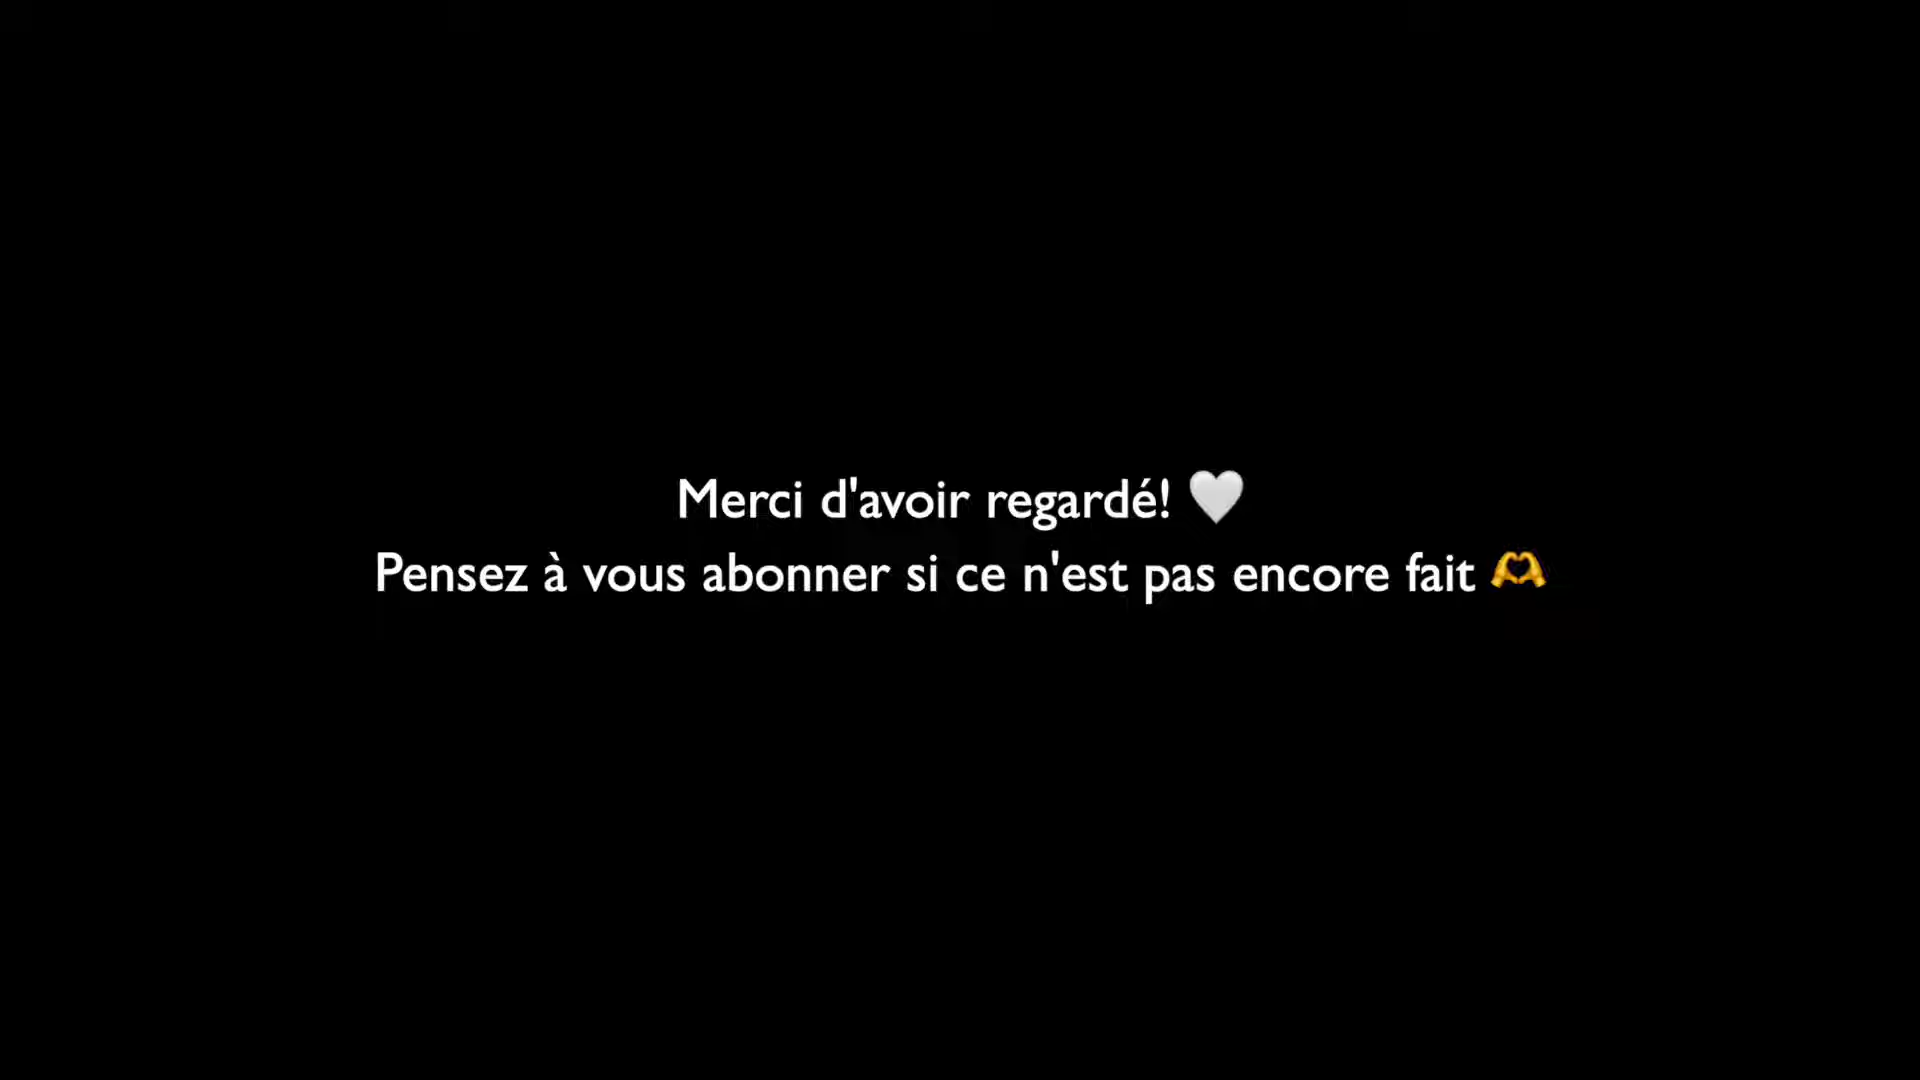 Merci d'avoir regardé! 🤍
Pensez à vous abonner si ce n'est pas encore fait 🫶